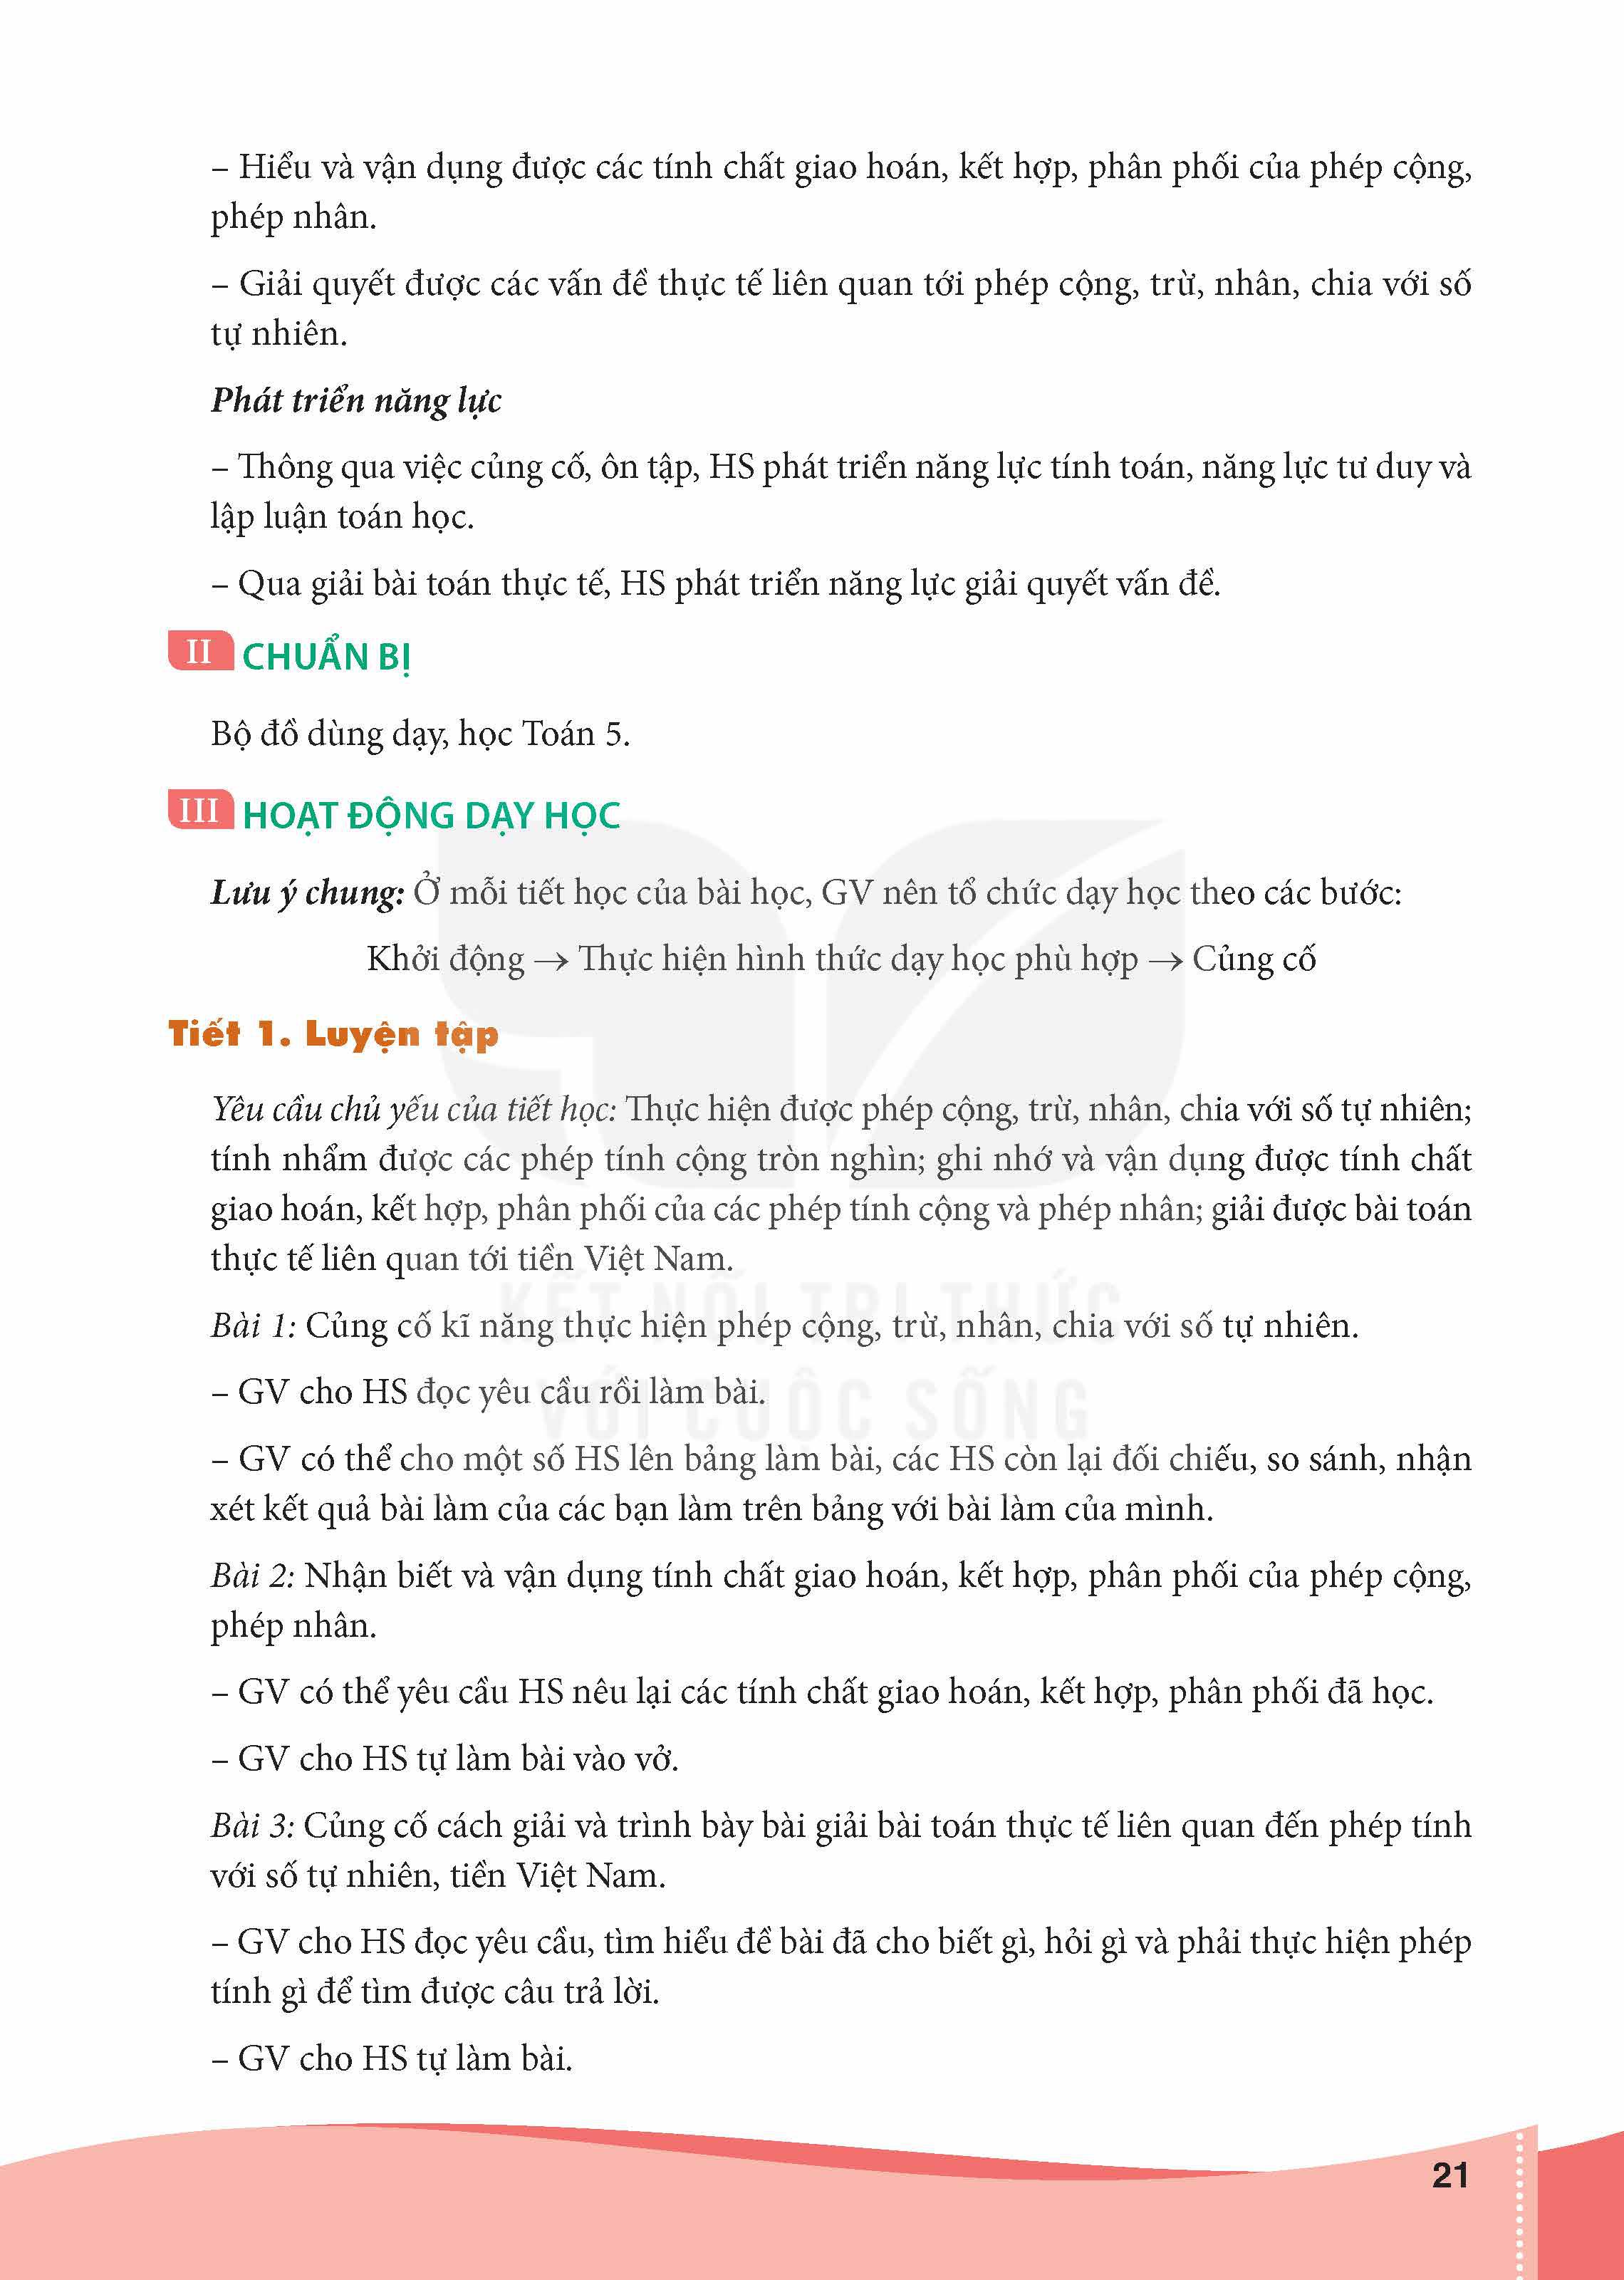 – Hiểu và vận dụng được các tính chất giao hoán, kết hợp, phân phối của phép cộng,
phép nhân.
– Giải quyết được các vấn đề thực tế liên quan tới phép cộng, trừ, nhân, chia với số
tự nhiên.
Phát triển năng lực
– Thông qua việc củng cố, ôn tập, HS phát triển năng lực tính toán, năng lực tư duy và
lập luận toán học.
– Qua giải bài toán thực tế, HS phát triển năng lực giải quyết vấn đề.
II CHUẨN BỊ
Bộ đồ dùng dạy, học Toán 5.
III HOẠT ĐỘNG DẠY HỌC
Lưu ý chung: Ở mỗi tiết học của bài học, GV nên tổ chức dạy học theo các bước:
Khởi động → Thực hiện hình thức dạy học phù hợp → Củng cố
Tiết 1. Luyện tập
Yêu cầu chủ yếu của tiết học: Thực hiện được phép cộng, trừ, nhân, chia với số tự nhiên;
tính nhẩm được các phép tính cộng tròn nghìn; ghi nhớ và vận dụng được tính chất
giao hoán, kết hợp, phân phối của các phép tính cộng và phép nhân; giải được bài toán
thực tế liên quan tới tiền Việt Nam.
KẾT NỐI TRI THỨC
Bài 1: Củng cố kĩ năng thực hiện phép cộng, trừ, nhân, chia với số tự nhiên.
VỚI CUỘC SỐNG
– GV cho HS đọc yêu cầu rồi làm bài.
– GV có thể cho một số HS lên bảng làm bài, các HS còn lại đối chiếu, so sánh, nhận
xét kết quả bài làm của các bạn làm trên bảng với bài làm của mình.
Bài 2: Nhận biết và vận dụng tính chất giao hoán, kết hợp, phân phối của phép cộng,
phép nhân.
– GV có thể yêu cầu HS nêu lại các tính chất giao hoán, kết hợp, phân phối đã học.
– GV cho HS tự làm bài vào vở.
Bài 3: Củng cố cách giải và trình bày bài giải bài toán thực tế liên quan đến phép tính
với số tự nhiên, tiền Việt Nam.
– GV cho HS đọc yêu cầu, tìm hiểu đề bài đã cho biết gì, hỏi gì và phải thực hiện phép
tính gì để tìm được câu trả lời.
– GV cho HS tự làm bài.
21